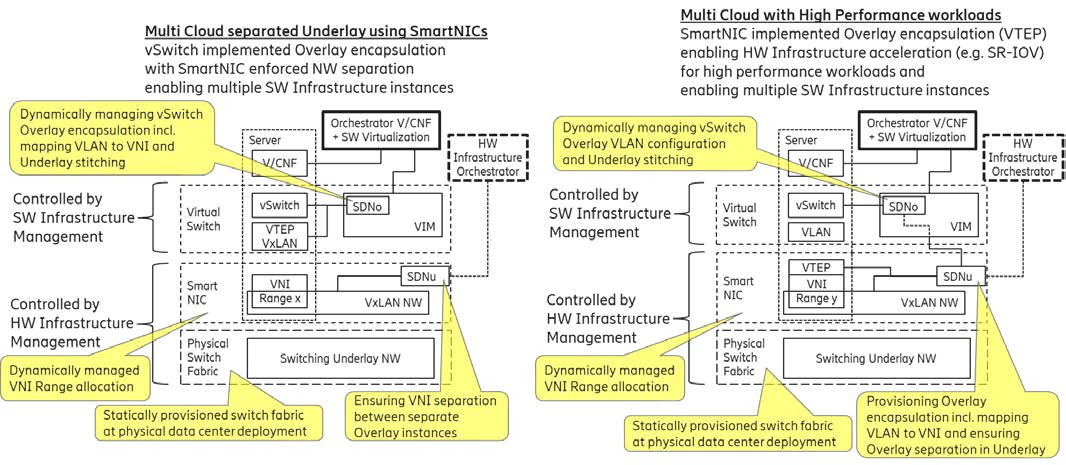 Multi Cloud separated Underlay using SmartNICs
vSwitch implemented Overlay encapsulation
with SmartNIC enforced NW separation
enabling multiple SW Infrastructure instances
Dynamically managing vSwitch
Overlay encapsulation incl.
mapping VLAN to VNI and
Underlay stitching
Server
V/CNF
Orchestrator V/CNF
+ SW Virtualization
HW
Infrastructure
Orchestrator
Controlled by
SW Infrastructure
Management
Virtual
Switch
vSwitch
VTEP
VxLAN
SDNo
VIM
Controlled by
HW Infrastructure
Management
Smart
NIC
VNI
Range x
SDNu
VxLAN NW
Physical
Switch
Fabric
Switching Underlay NW
Dynamically managed
VNI Range allocation
Statically provisioned switch fabric
at physical data center deployment
Ensuring VNI separation
between separate
Overlay instances
Multi Cloud with High Performance workloads
SmartNIC implemented Overlay encapsulation (VTEP)
enabling HW Infrastructure acceleration (e.g. SR-IOV)
for high performance workloads and
enabling multiple SW Infrastructure instances
Dynamically managing vSwitch
Overlay VLAN configuration
and Underlay stitching
Server
V/CNF
Orchestrator V/CNF
+ SW Virtualization
HW
Infrastructure
Orchestrator
Controlled by
SW Infrastructure
Management
Virtual
Switch
vSwitch
VLAN
SDNo
VIM
Controlled by
HW Infrastructure
Management
Smart
NIC
VTEP
VNI
Range y
SDNu
VxLAN NW
Physical
Switch
Fabric
Switching Underlay NW
Dynamically managed
VNI Range allocation
Statically provisioned switch fabric
at physical data center deployment
Provisioning Overlay
encapsulation incl. mapping
VLAN to VNI and ensuring
Overlay separation in Underlay